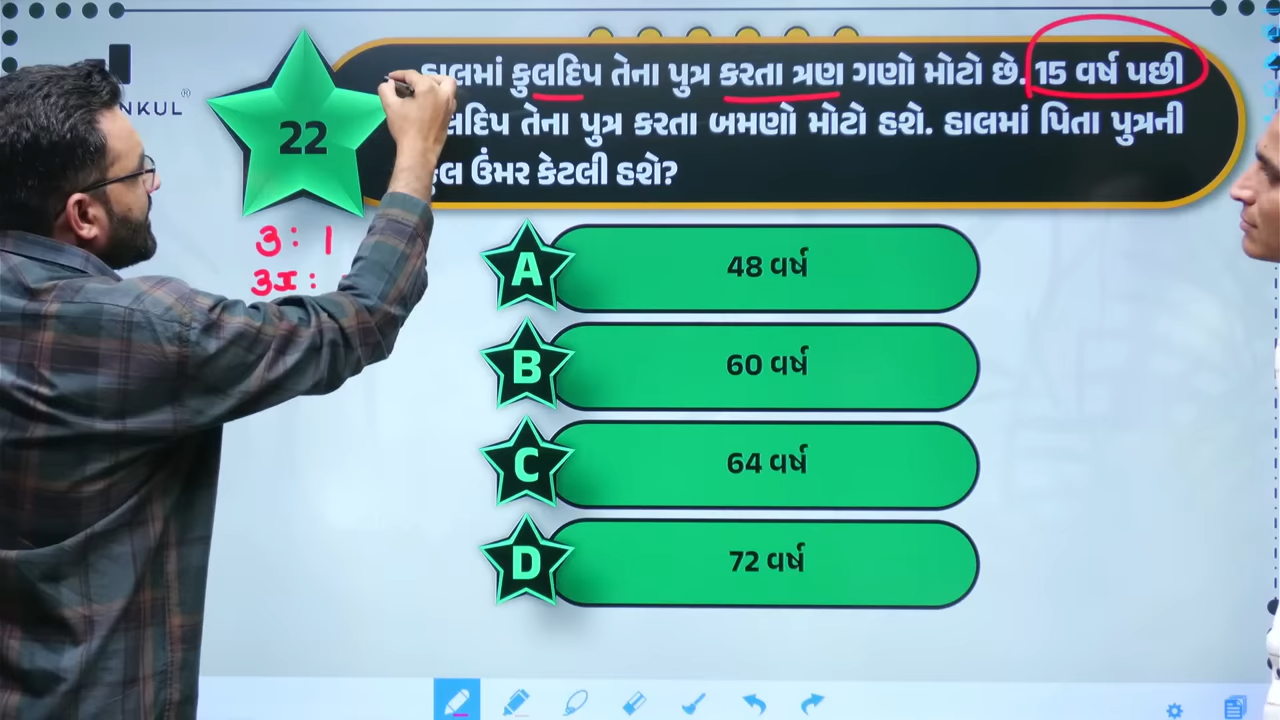 NKUL®
22
હાલમાં કુલદિપ તેના પુત્ર કરતા ત્રણ ગણો મોટો છે. 15 વર્ષ પછી
તેના પુત્ર કરતા બમણો મોટો હશે. હાલમાં પિતા પુત્રની
ઉંમર કેટલી હશે?
3 : 1
3x :
A 48 વર્ષ
B 60 વર્ષ
C 64 વર્ષ
D 72 વર્ષ